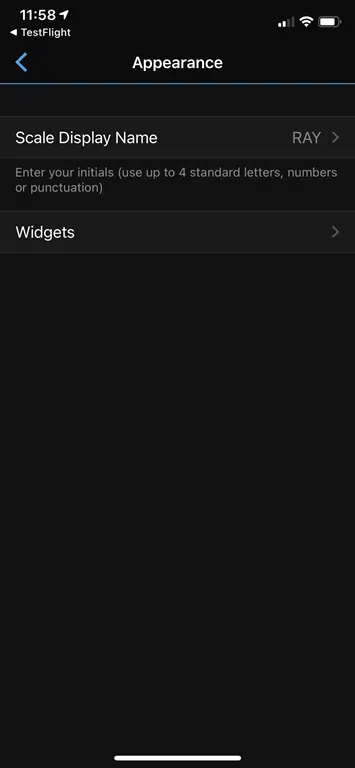 11:58
◀ TestFlight
Appearance
Scale Display Name RAY
Enter your initials (use up to 4 standard letters, numbers
or punctuation)
Widgets